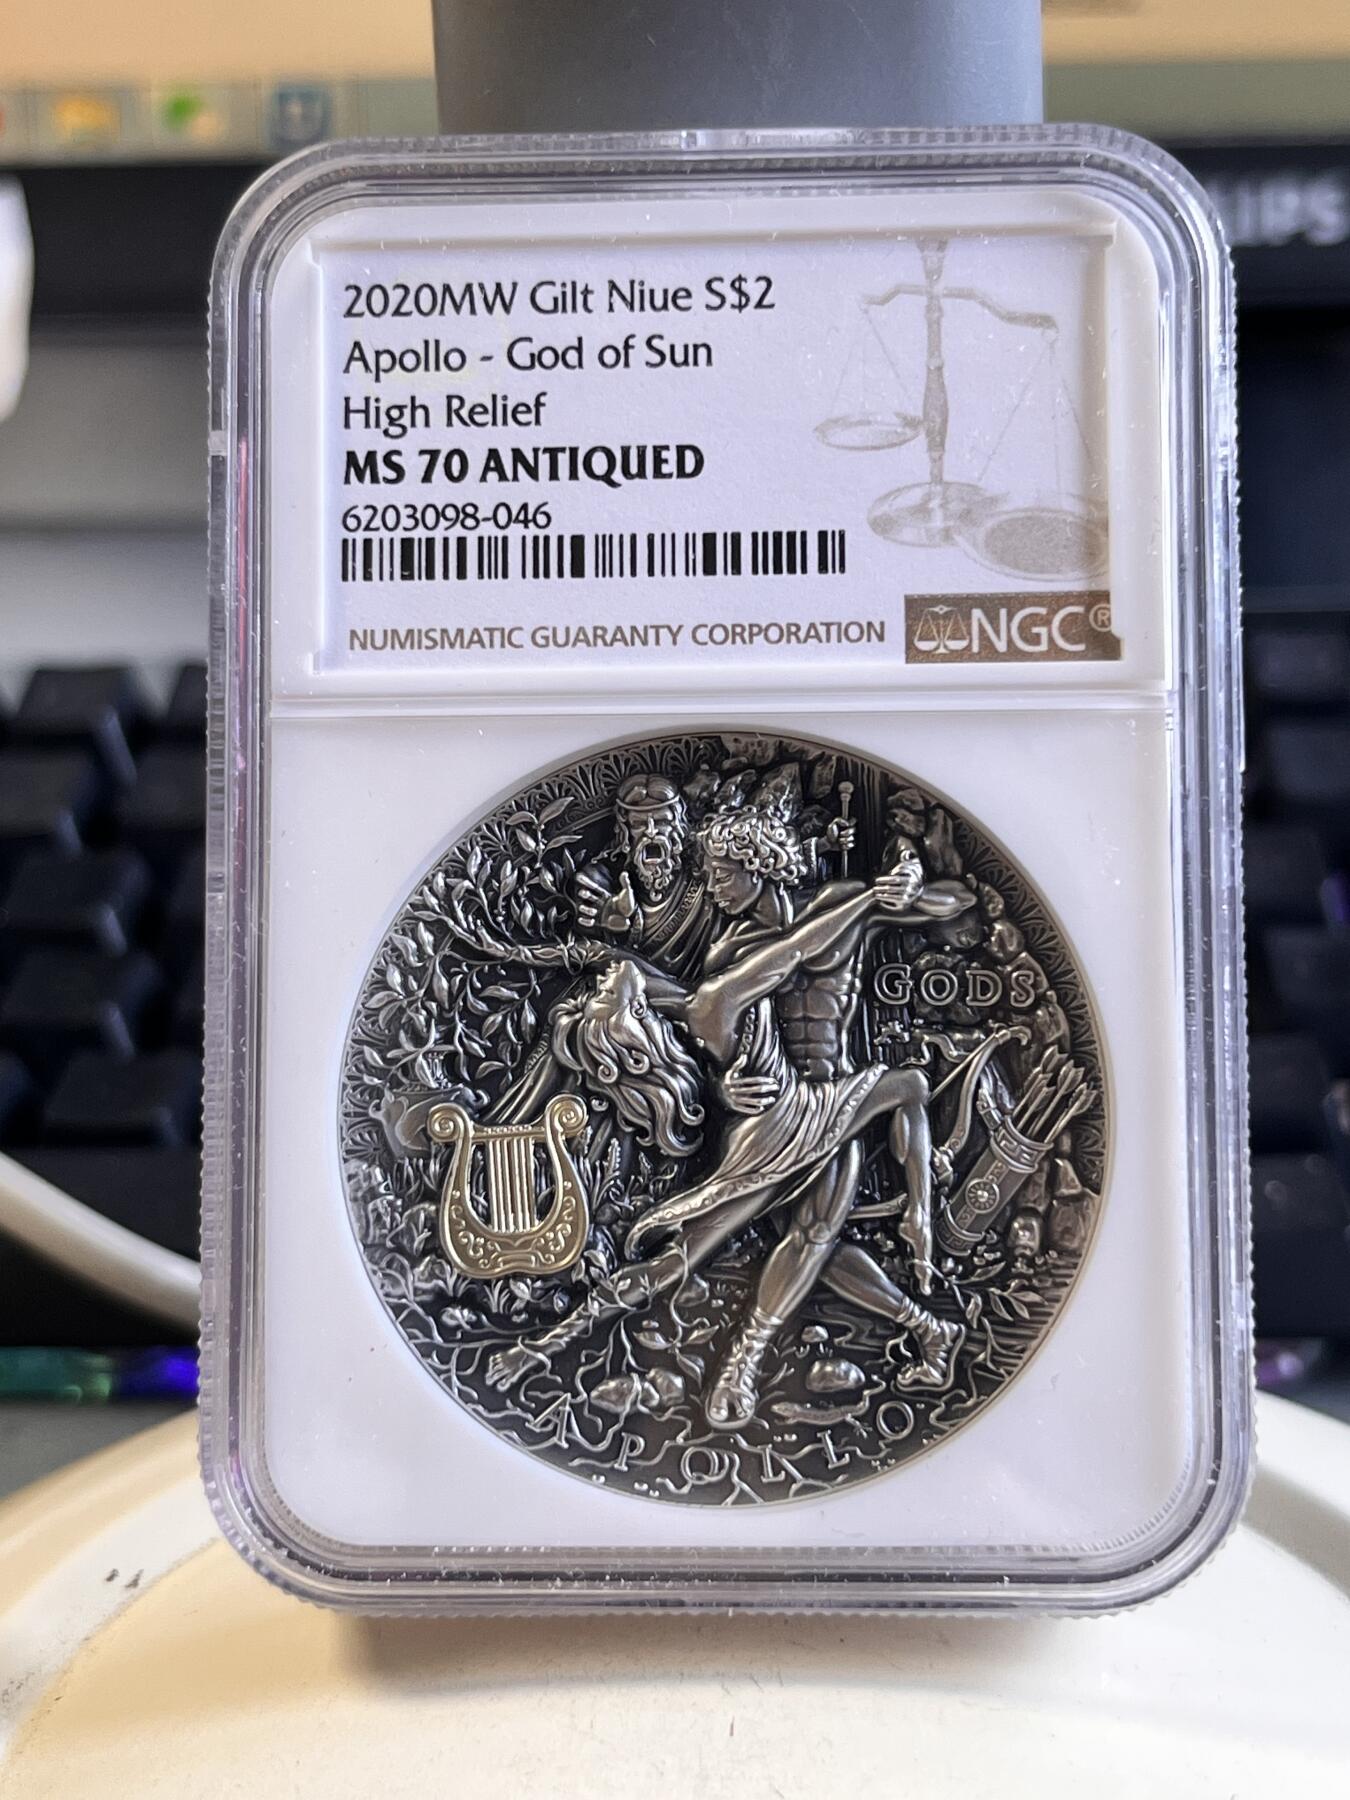 LIPS
2020MW Gilt Niue S$2
Apollo - God of Sun
High Relief
MS 70 ANTIQUED
6203098-046
NUMISMATIC GUARANTY CORPORATION
NGC®
GODS
APOLLO